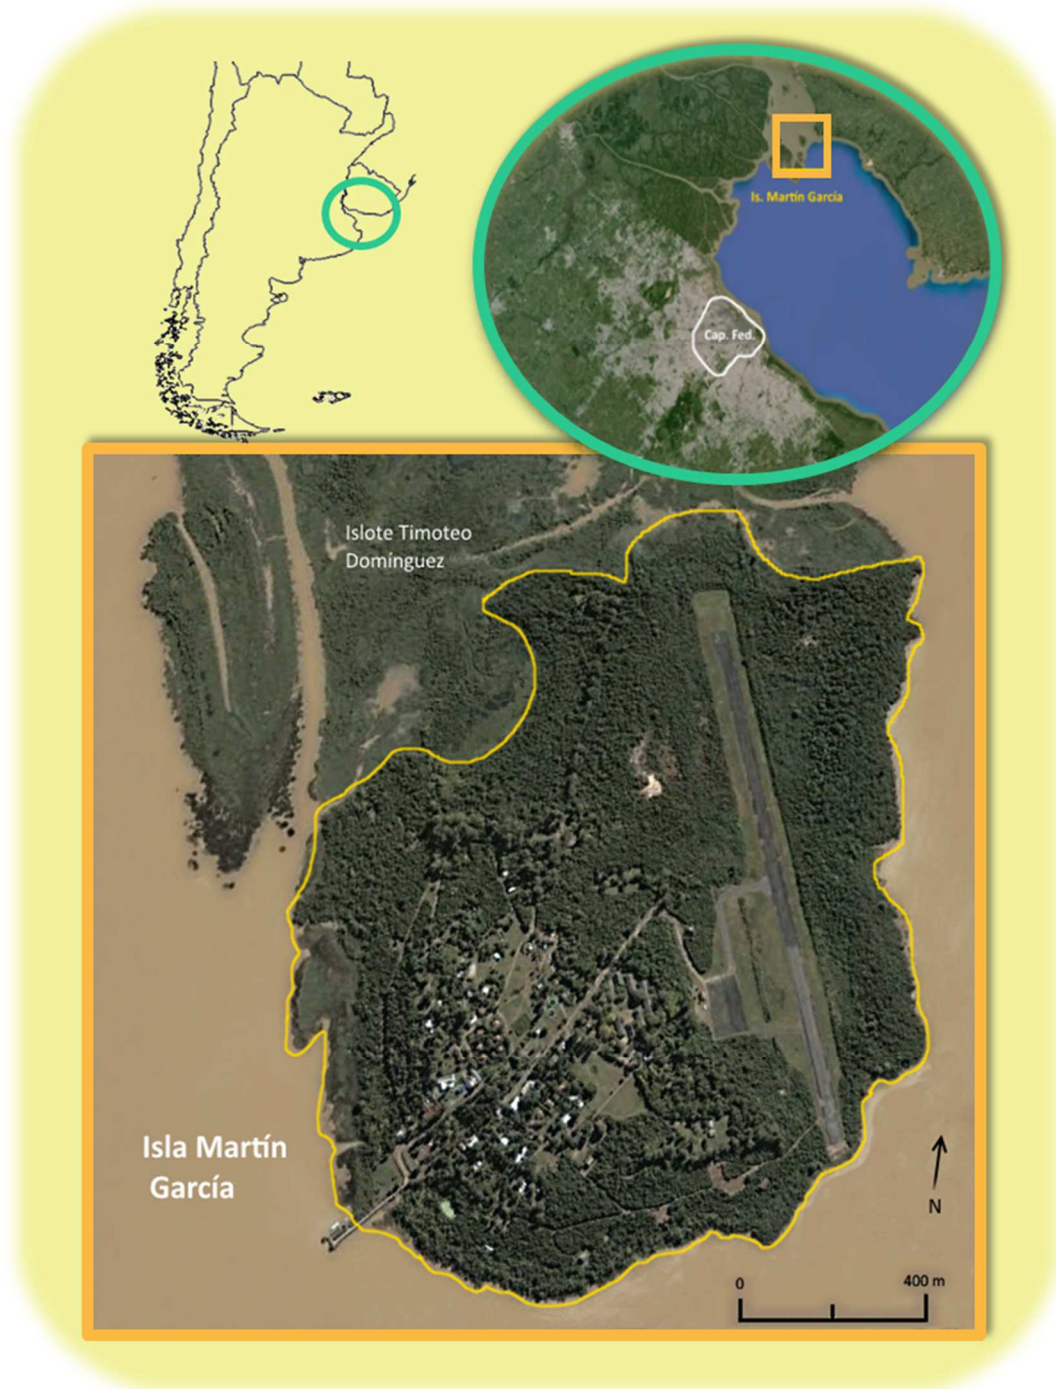 Is. Martín García
Cap. Fed.
Islote Timoteo
Domínguez
Isla Martín
García
N
0
400 m